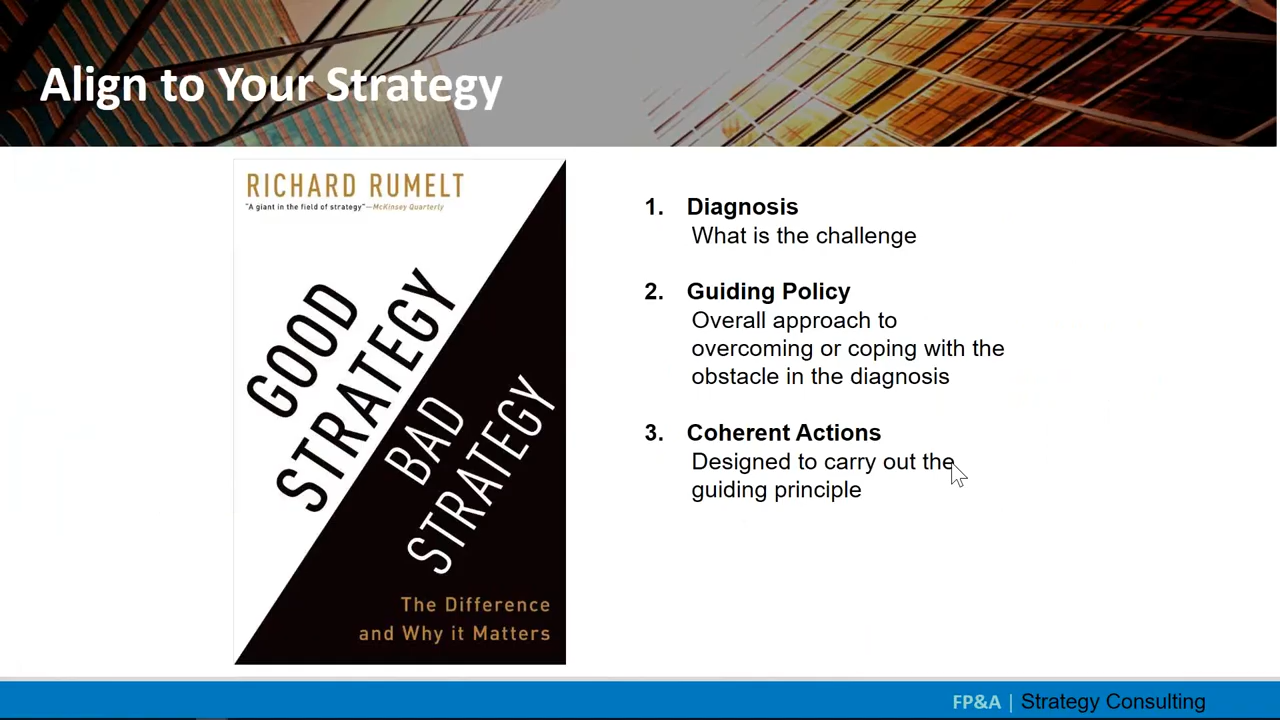 Align to Your Strategy
RICHARD RUMELT
"A giant in the field of strategy"—McKinsey Quarterly
GOOD
STRATEGY
BAD
STRATEGY
The Difference
and Why it Matters
1. Diagnosis
What is the challenge
2. Guiding Policy
Overall approach to
overcoming or coping with the
obstacle in the diagnosis
3. Coherent Actions
Designed to carry out the
guiding principle
FP&A | Strategy Consulting